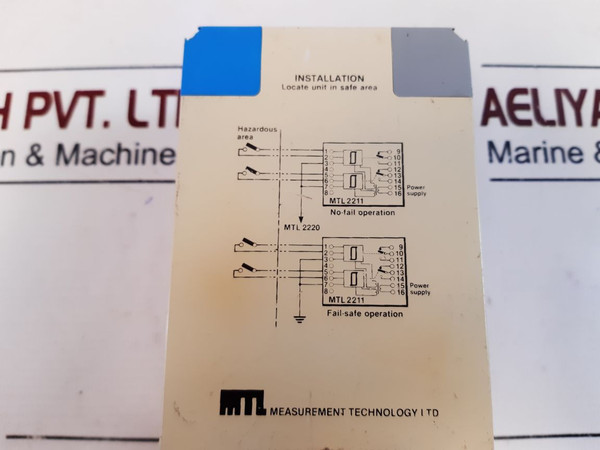 INSTALLATION
Locate unit in safe area
H PVT. LT
AELIYA
n & Machine
Marine &
Hazardous
area
1 9
2 10
3 11
4 12
5 13
6 14
7 15 Power
8 16 supply
MTL 2211
No-fail operation
MTL 2220
1 9
2 10
3 11
4 12
5 13
6 14
7 15 Power
8 16 supply
MTL 2211
Fail-safe operation
MTL MEASUREMENT TECHNOLOGY LTD